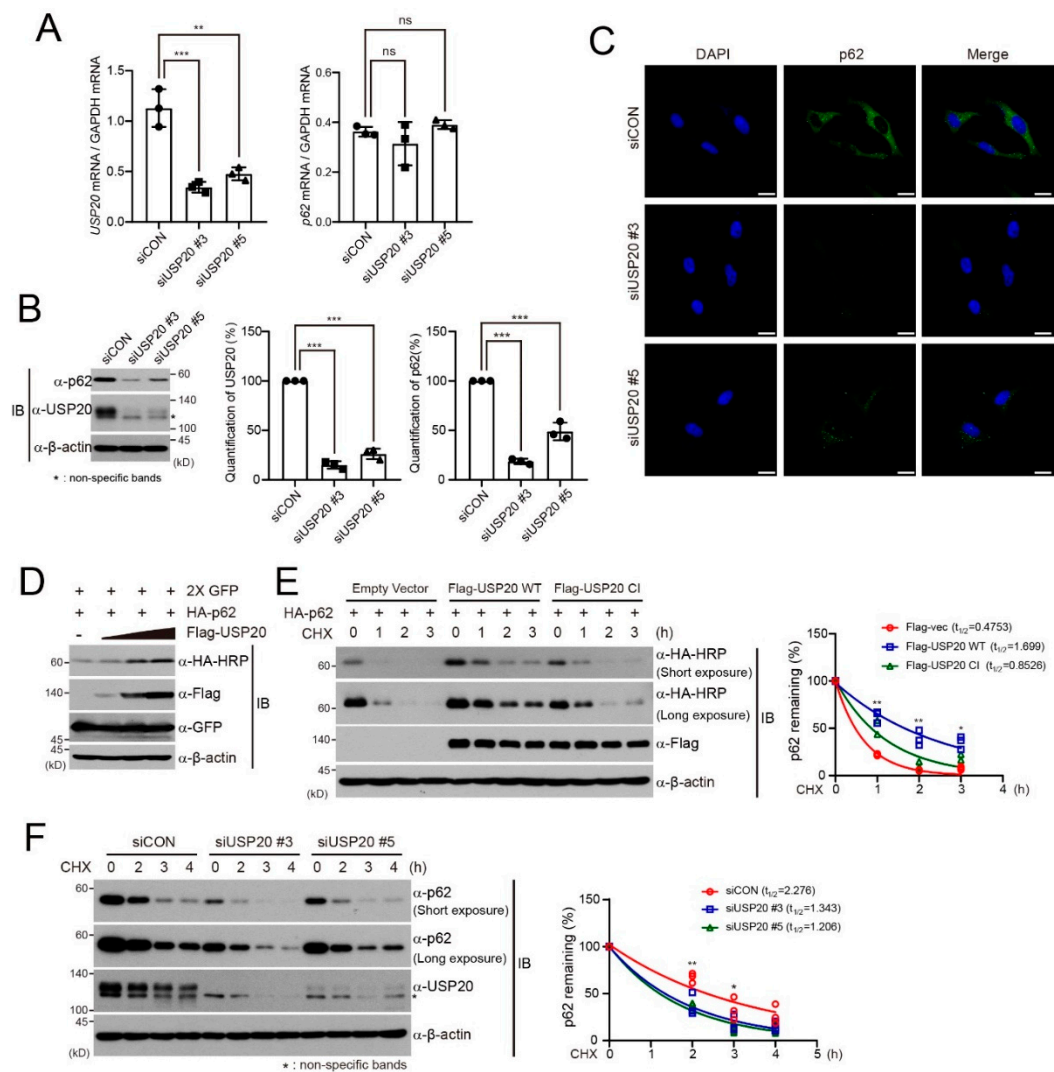 A
USP20 mRNA / GAPDH mRNA
1.5
1.0
0.5
0.0
***
**
siCON
siUSP20 #3
siUSP20 #5
p62 mRNA / GAPDH mRNA
0.6
0.4
0.2
0.0
ns
ns
siCON
siUSP20 #3
siUSP20 #5
B
siCON
siUSP20 #3
siUSP20 #5
IB
α-p62
60
α-USP20
140
*
100
α-β-actin
45
(kD)
* : non-specific bands
Quantification of USP20 (%)
150
100
50
0
***
***
siCON
siUSP20 #3
siUSP20 #5
Quantification of p62(%)
150
100
50
0
***
***
siCON
siUSP20 #3
siUSP20 #5
C
DAPI p62 Merge
siCON
siUSP20 #3
siUSP20 #5
D
+ + + + 2X GFP
+ + + + HA-p62
- Flag-USP20
60 α-HA-HRP
140 α-Flag
α-GFP
45
45
α-β-actin
(kD)
IB
E
Empty Vector Flag-USP20 WT Flag-USP20 CI
HA-p62 + + + + + + + + + + + +
CHX 0 1 2 3 0 1 2 3 0 1 2 3 (h)
60 α-HA-HRP
(Short exposure)
60 α-HA-HRP
(Long exposure)
140 α-Flag
45 α-β-actin
(kD)
IB
Flag-vec (t1/2=0.4753)
Flag-USP20 WT (t1/2=1.699)
Flag-USP20 CI (t1/2=0.8526)
p62 remaining (%)
150
100
50
0
**
**
*
CHX 0 1 2 3 4 (h)
F
siCON siUSP20 #3 siUSP20 #5
CHX 0 2 3 4 0 2 3 4 0 2 3 4 (h)
60 α-p62
(Short exposure)
60 α-p62
(Long exposure)
α-USP20
*
100
45 α-β-actin
(kD)
* : non-specific bands
IB
siCON (t1/2=2.276)
siUSP20 #3 (t1/2=1.343)
siUSP20 #5 (t1/2=1.206)
p62 remaining (%)
150
100
50
0
**
*
CHX 0 1 2 3 4 5 (h)